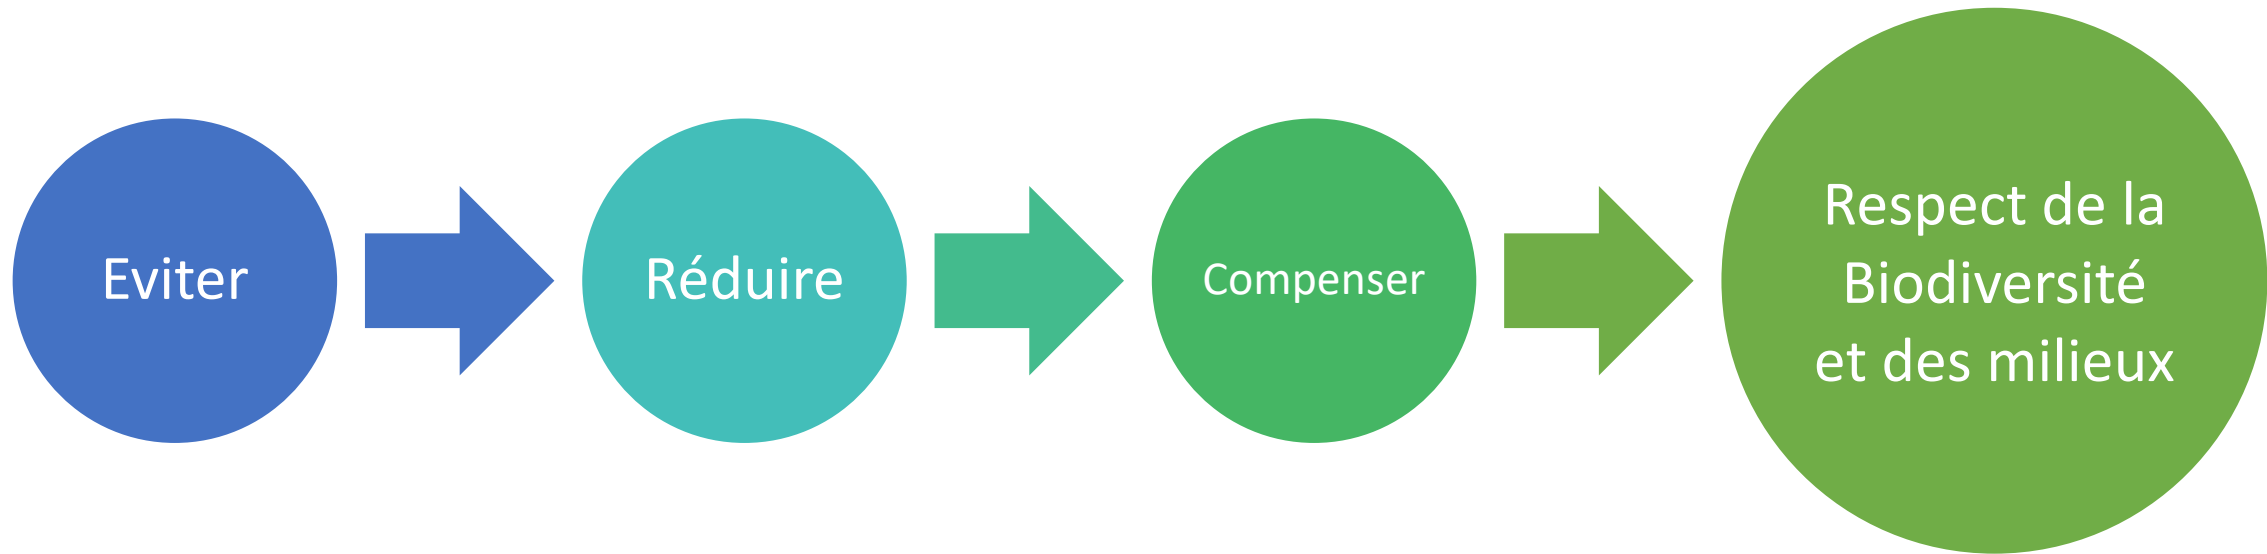 Eviter
Réduire
Compenser
Respect de la
Biodiversité
et des milieux